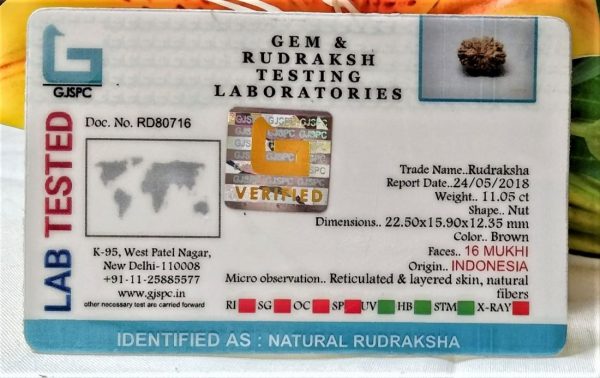 GEM &
RUDRAKSH
TESTING
LABORATORIES
G
GJSPC
LAB TESTED
Doc. No. RD80716
GJSPC
G
VERIFIED
Trade Name..Rudraksha
Report Date..24/05/2018
Weight.. 11.05 ct
Shape.. Nut
Dimensions.. 22.50x15.90x12.35 mm
Color.. Brown
Faces.. 16 MUKHI
Origin.. INDONESIA
Micro observation.. Reticulated & layered skin, natural
fibers
K-95, West Patel Nagar,
New Delhi-110008
+91-11-25885577
www.gjspc.in
other necessary test are carried forward
RI SG OC SP UV HB STM X-RAY
IDENTIFIED AS : NATURAL RUDRAKSHA